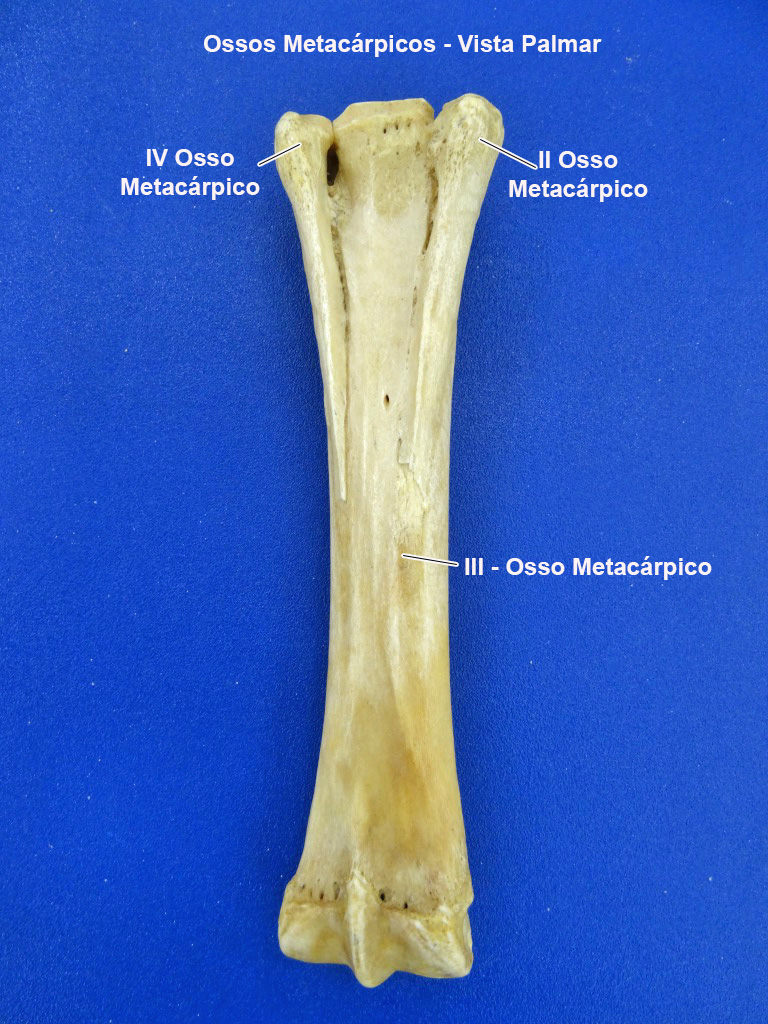 Ossos Metacárpicos - Vista Palmar
IV Osso
Metacárpico
II Osso
Metacárpico
III - Osso Metacárpico